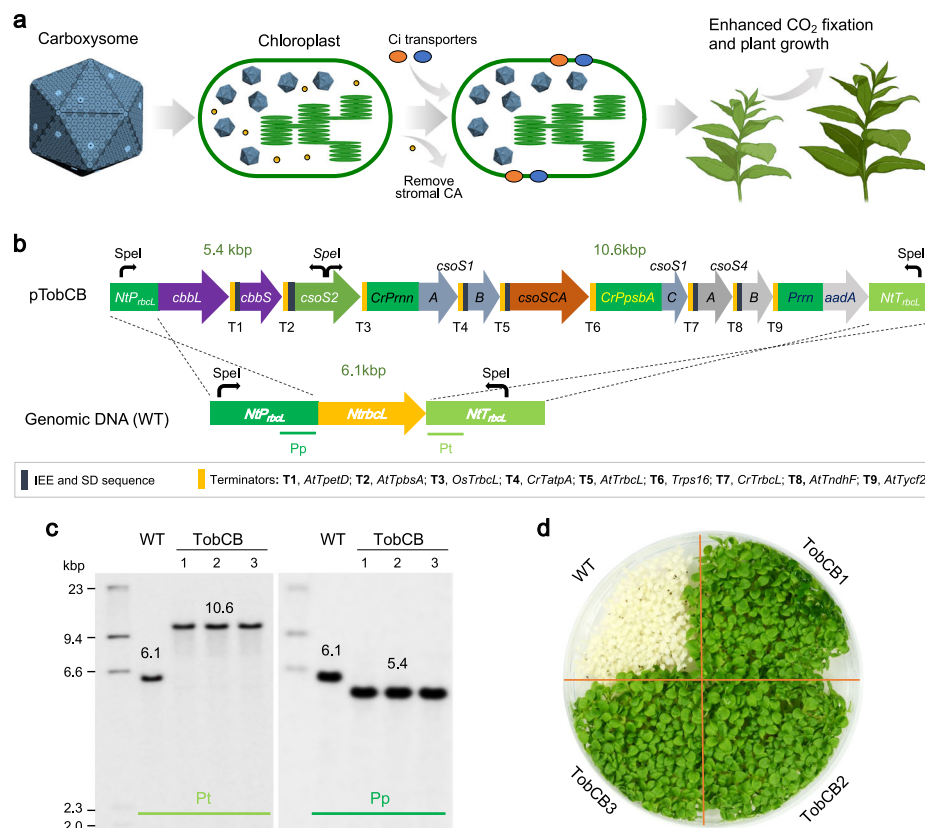 a
Carboxysome
Chloroplast
Ci transporters
Remove
stromal CA
Enhanced CO₂ fixation
and plant growth
b
pTobCB
SpeI
5.4 kbp
SpeI
10.6kbp
SpeI
csoS1
csoS1
csoS4
NtP_rbcL
cbbL
cbbS
csoS2
CrPrnn
A
B
csoSCA
CrPpsbA
C
A
B
Prrn
aadA
NtT_rbcL
T1
T2
T3
T4
T5
T6
T7
T8
T9
6.1kbp
SpeI
SpeI
Genomic DNA (WT)
NtP_rbcL
NtrbcL
NtT_rbcL
Pp
Pt
IEE and SD sequence
Terminators: T1, AtTpetD; T2, AtTpbsA; T3, OsTrbcL; T4, CrTatpA; T5, AtTrbcL; T6, Trps16; T7, CrTrbcL; T8, AtTndhF; T9, AtTycf2
c
WT
TobCB
1 2 3
WT
TobCB
1 2 3
kbp
23
9.4
6.6
2.3
2.0
6.1
10.6
6.1
5.4
Pt
Pp
d
WT
TobCB1
TobCB3
TobCB2